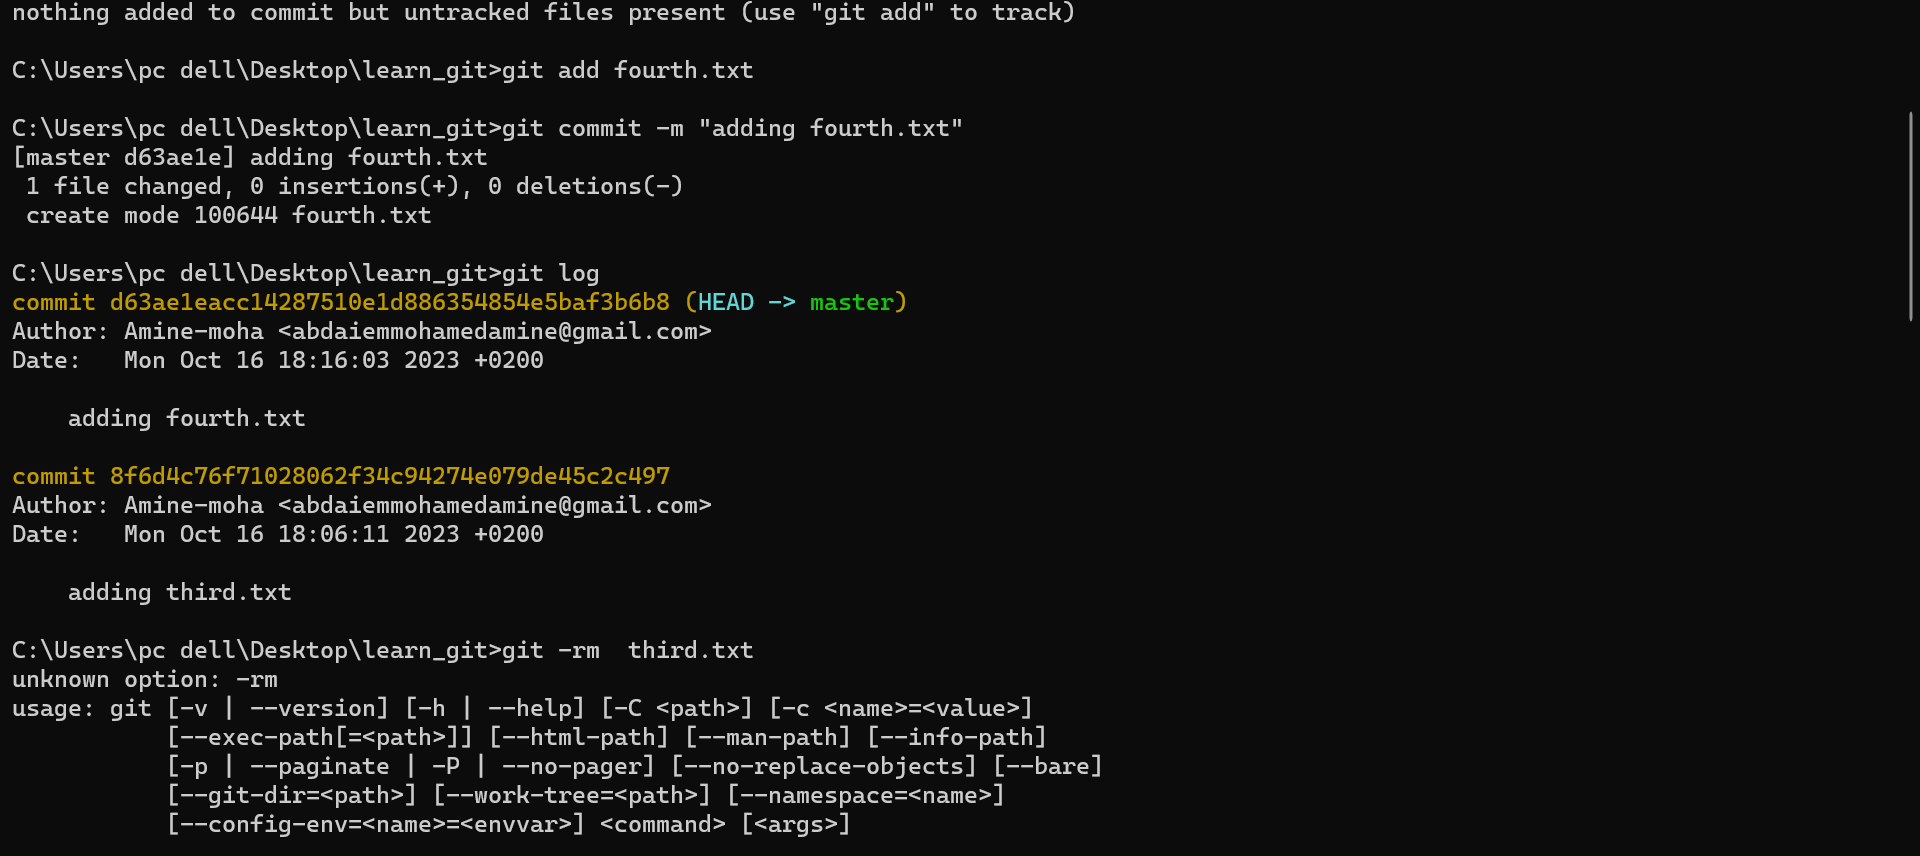 nothing added to commit but untracked files present (use "git add" to track)
C:\Users\pc dell\Desktop\learn_git>git add fourth.txt
C:\Users\pc dell\Desktop\learn_git>git commit -m "adding fourth.txt"
[master d63ae1e] adding fourth.txt
 1 file changed, 0 insertions(+), 0 deletions(-)
 create mode 100644 fourth.txt
C:\Users\pc dell\Desktop\learn_git>git log
commit d63ae1eacc14287510e1d886354854e5baf3b6b8 (HEAD -> master)
Author: Amine-moha <abdaiemmohamedamine@gmail.com>
Date:   Mon Oct 16 18:16:03 2023 +0200
    adding fourth.txt
commit 8f6d4c76f71028062f34c94274e079de45c2c497
Author: Amine-moha <abdaiemmohamedamine@gmail.com>
Date:   Mon Oct 16 18:06:11 2023 +0200
    adding third.txt
C:\Users\pc dell\Desktop\learn_git>git -rm  third.txt
unknown option: -rm
usage: git [-v | --version] [-h | --help] [-C <path>] [-c <name>=<value>]
           [--exec-path[=<path>]] [--html-path] [--man-path] [--info-path]
           [-p | --paginate | -P | --no-pager] [--no-replace-objects] [--bare]
           [--git-dir=<path>] [--work-tree=<path>] [--namespace=<name>]
           [--config-env=<name>=<envvar>] <command> [<args>]